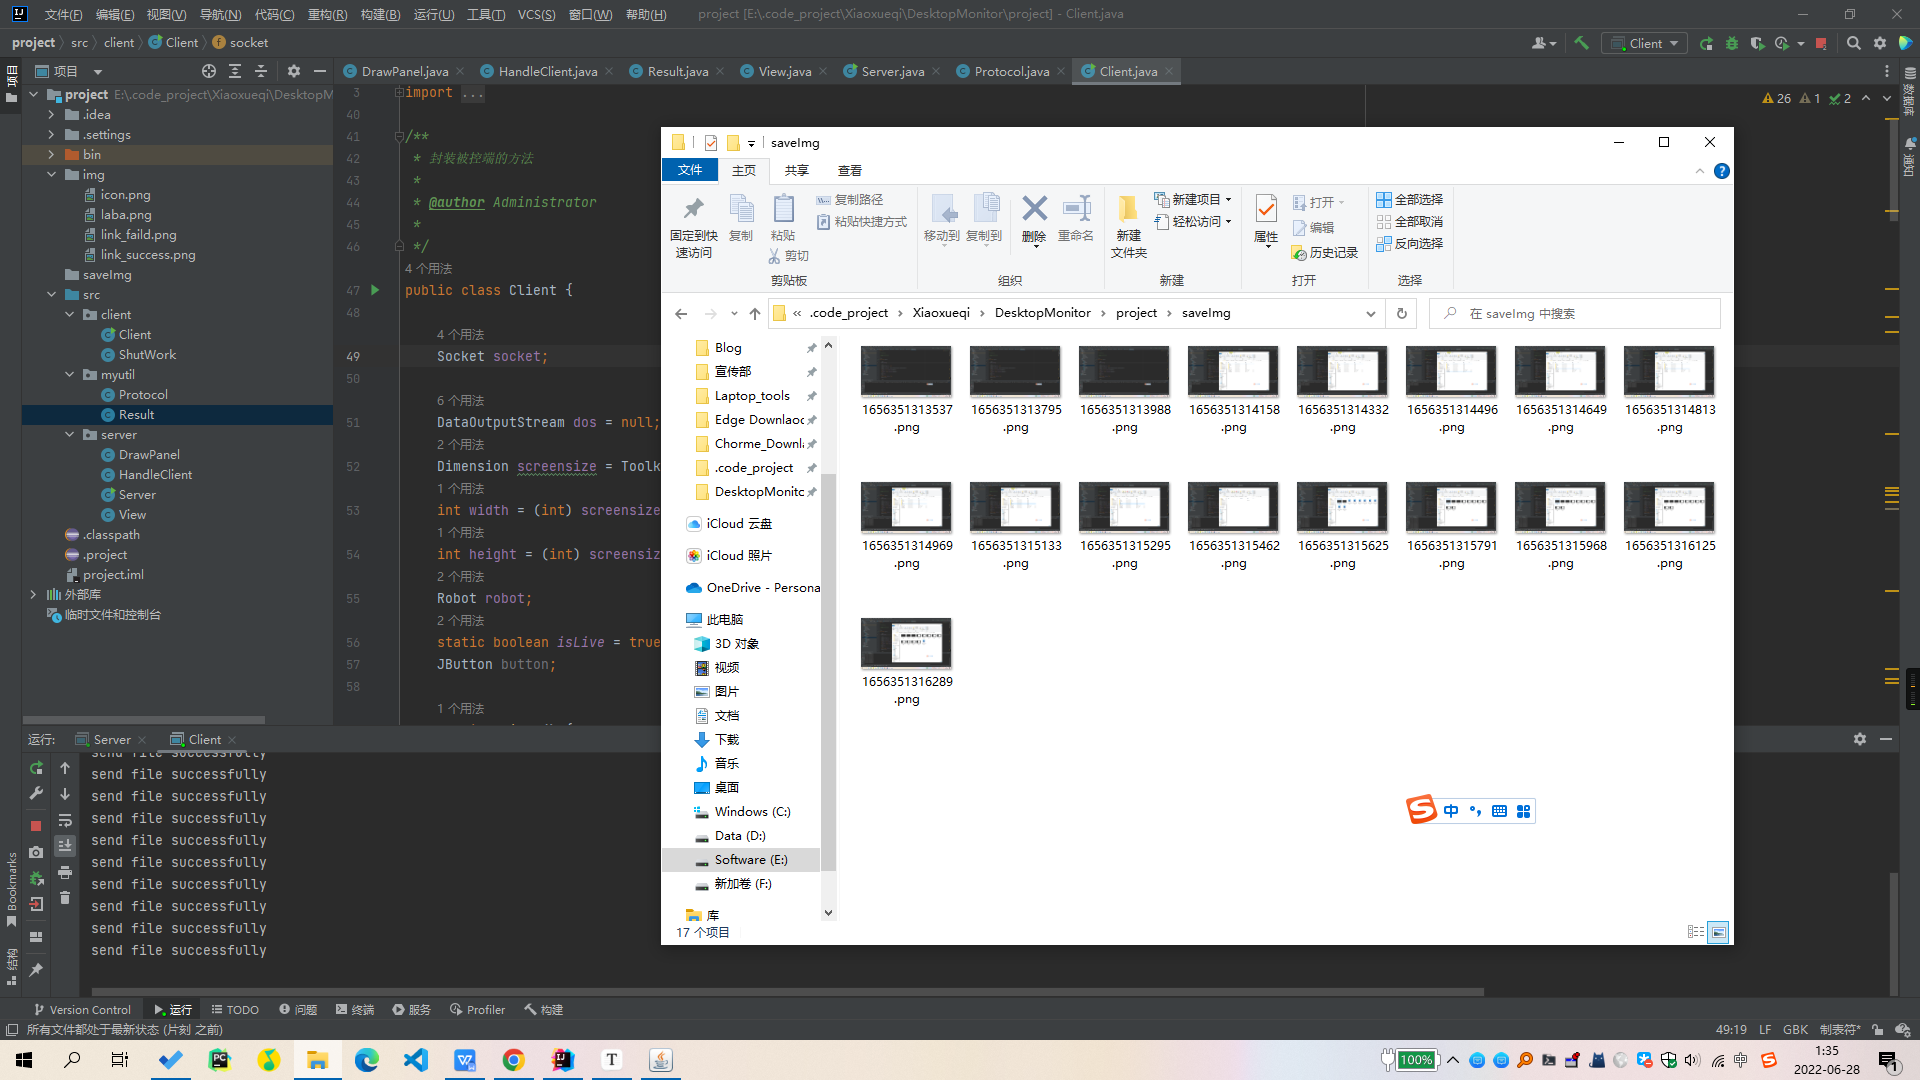 文件(F) 编辑(E) 视图(V) 导航(N) 代码(C) 重构(R) 构建(B) 运行(U) 工具(T) VCS(S) 窗口(W) 帮助(H) project [E:\.code_project\Xiaoxueqi\DesktopMonitor\project] - Client.java
project src client Client socket
Client
项目
DrawPanel.java HandleClient.java Result.java View.java Server.java Protocol.java Client.java
项目
数据库
通知
project E:\.code_project\Xiaoxueqi\DesktopM
.idea
.settings
bin
img
icon.png
laba.png
link_faild.png
link_success.png
saveImg
src
client
Client
ShutWork
myutil
Protocol
Result
server
DrawPanel
HandleClient
Server
View
.classpath
.project
project.iml
外部库
临时文件和控制台
26 1 2
3 import ...
40
41 /**
42 * 封装被控端的方法
43 *
44 * @author Administrator
45 *
46 */
4 个用法
47 public class Client {
48
4 个用法
49 Socket socket;
50
6 个用法
51 DataOutputStream dos = null;
2 个用法
52 Dimension screensize = Toolk
1 个用法
53 int width = (int) screensize
1 个用法
54 int height = (int) screensiz
2 个用法
55 Robot robot;
2 个用法
56 static boolean isLive = true
57 JButton button;
58
1 个用法
saveImg
文件 主页 共享 查看
固定到快
速访问
复制
粘贴
复制路径
粘贴快捷方式
剪切
剪贴板
移动到 复制到 删除 重命名
组织
新建
文件夹
新建项目
轻松访问
新建
属性
打开
编辑
历史记录
打开
全部选择
全部取消
反向选择
选择
« .code_project › Xiaoxueqi › DesktopMonitor › project › saveImg
在 saveImg 中搜索
Blog
宣传部
Laptop_tools
Edge Downlaoc
Chorme_Downl
.code_project
DesktopMonitc
iCloud 云盘
iCloud 照片
OneDrive - Persona
此电脑
3D 对象
视频
图片
文档
下载
音乐
桌面
Windows (C:)
Data (D:)
Software (E:)
新加卷 (F:)
库
17 个项目
1656351313537
.png
1656351313795
.png
1656351313988
.png
1656351314158
.png
1656351314332
.png
1656351314496
.png
1656351314649
.png
1656351314813
.png
1656351314969
.png
1656351315133
.png
1656351315295
.png
1656351315462
.png
1656351315625
.png
1656351315791
.png
1656351315968
.png
1656351316125
.png
1656351316289
.png
中
运行: Server Client
send file successfully
send file successfully
send file successfully
send file successfully
send file successfully
send file successfully
send file successfully
send file successfully
send file successfully
send file successfully
Bookmarks
结构
Version Control 运行 TODO 问题 终端 服务 Profiler 构建
所有文件都处于最新状态 (片刻 之前)
49:19 LF GBK 制表符*
100%
中
1:35
2022-06-28
1